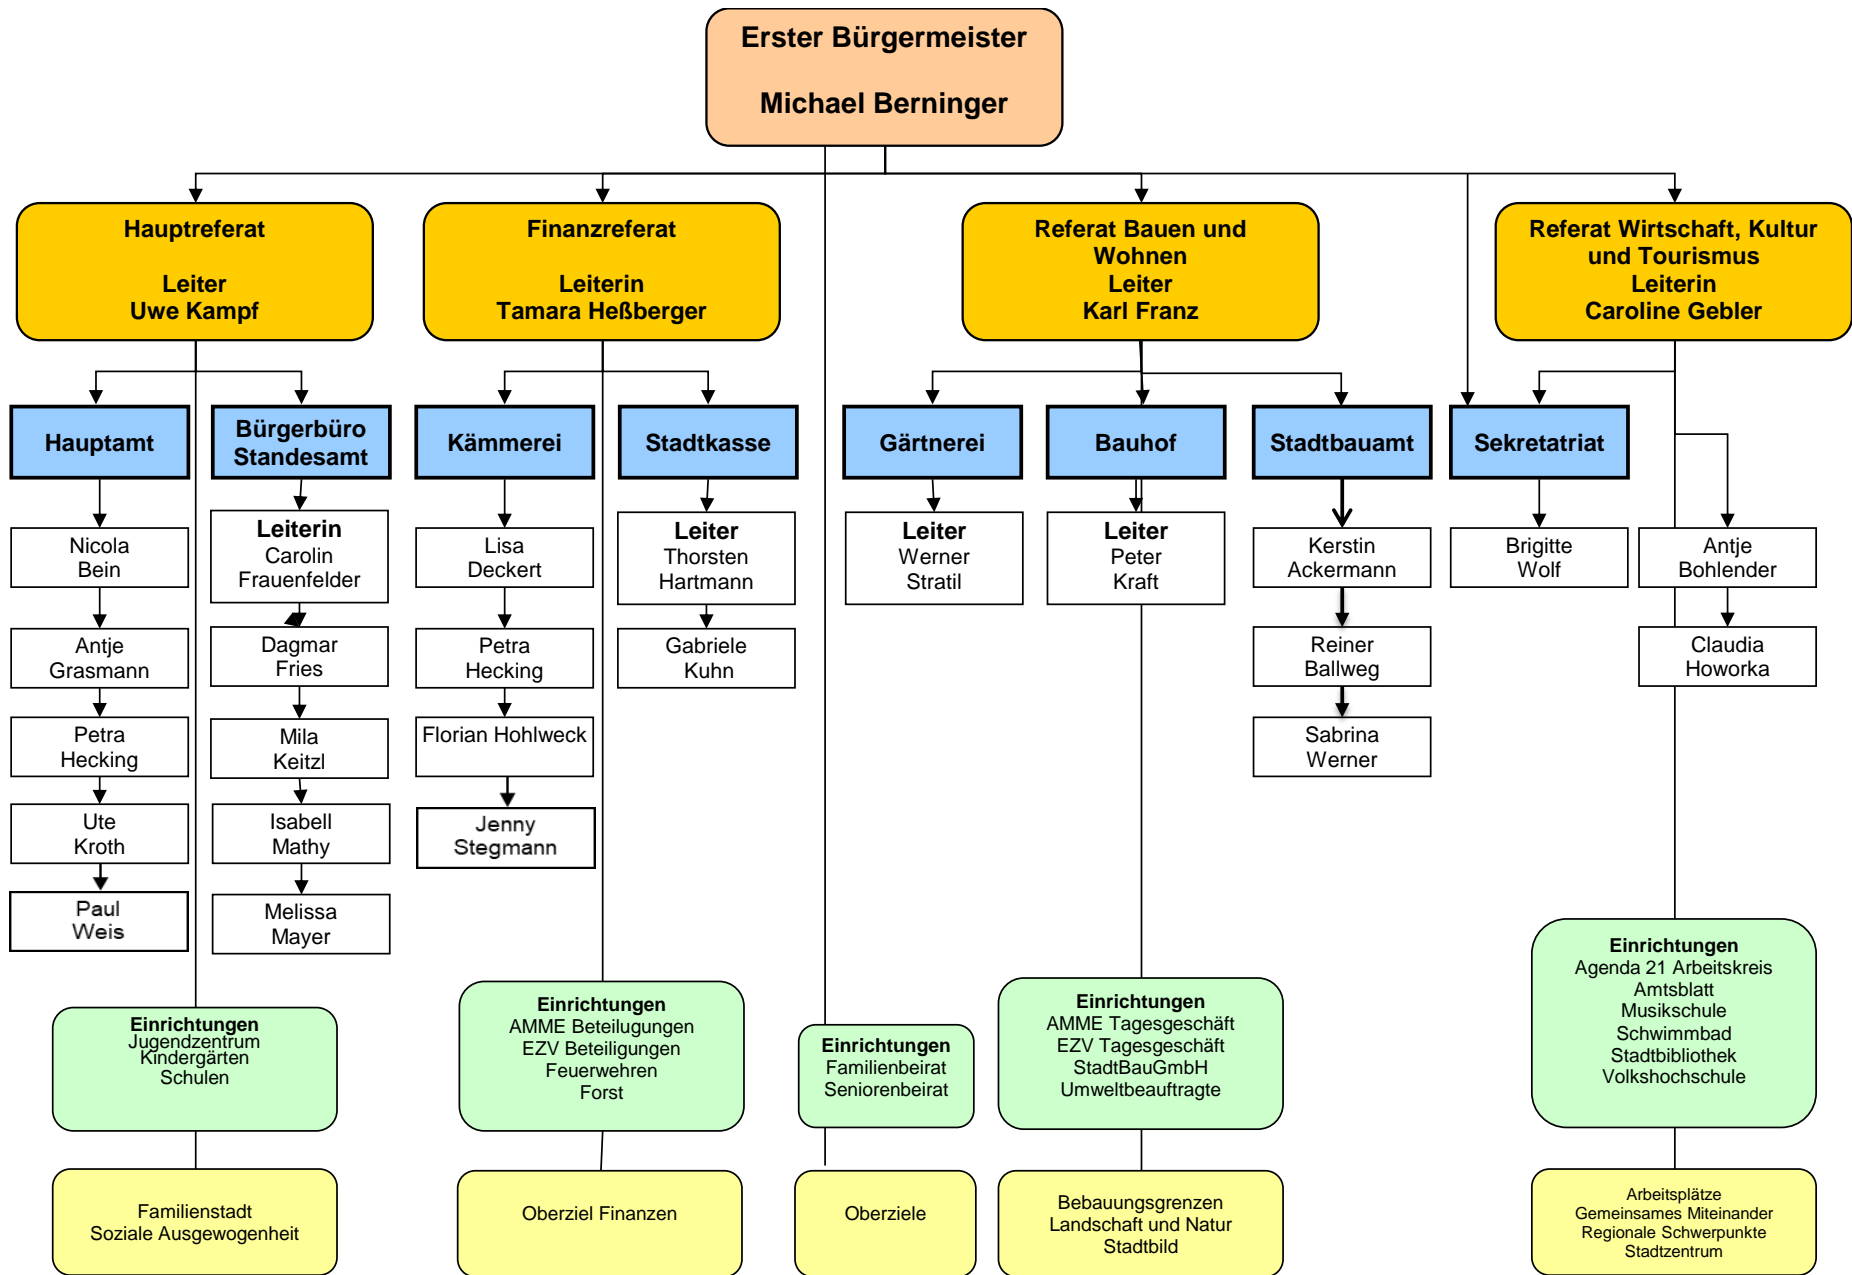 Erster Bürgermeister
Michael Berninger
Hauptreferat
Leiter
Uwe Kampf
Finanzreferat
Leiterin
Tamara Heßberger
Referat Bauen und
Wohnen
Leiter
Karl Franz
Referat Wirtschaft, Kultur
und Tourismus
Leiterin
Caroline Gebler
Hauptamt
Bürgerbüro
Standesamt
Kämmerei
Stadtkasse
Gärtnerei
Bauhof
Stadtbauamt
Sekretatriat
Nicola
Bein
Antje
Grasmann
Petra
Hecking
Ute
Kroth
Paul
Weis
Leiterin
Carolin
Frauenfelder
Dagmar
Fries
Mila
Keitzl
Isabell
Mathy
Melissa
Mayer
Lisa
Deckert
Petra
Hecking
Florian Hohlweck
Jenny
Stegmann
Leiter
Thorsten
Hartmann
Gabriele
Kuhn
Leiter
Werner
Stratil
Leiter
Peter
Kraft
Kerstin
Ackermann
Reiner
Ballweg
Sabrina
Werner
Brigitte
Wolf
Antje
Bohlender
Claudia
Howorka
Einrichtungen
Jugendzentrum
Kindergärten
Schulen
Einrichtungen
AMME Beteilugungen
EZV Beteiligungen
Feuerwehren
Forst
Einrichtungen
Familienbeirat
Seniorenbeirat
Einrichtungen
AMME Tagesgeschäft
EZV Tagesgeschäft
StadtBauGmbH
Umweltbeauftragte
Einrichtungen
Agenda 21 Arbeitskreis
Amtsblatt
Musikschule
Schwimmbad
Stadtbibliothek
Volkshochschule
Familienstadt
Soziale Ausgewogenheit
Oberziel Finanzen
Oberziele
Bebauungsgrenzen
Landschaft und Natur
Stadtbild
Arbeitsplätze
Gemeinsames Miteinander
Regionale Schwerpunkte
Stadtzentrum